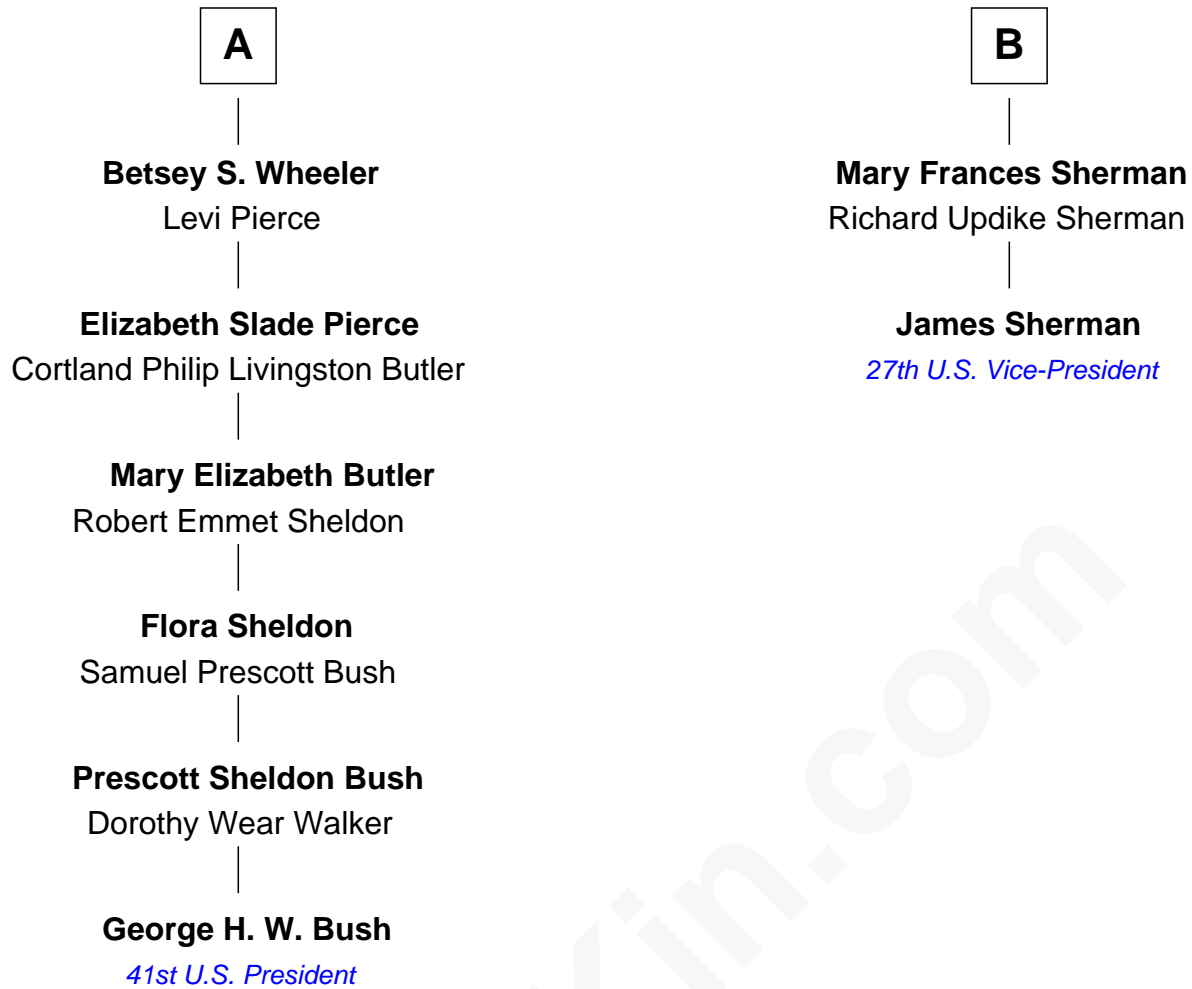 A
Betsey S. Wheeler
Levi Pierce
Elizabeth Slade Pierce
Cortland Philip Livingston Butler
Mary Elizabeth Butler
Robert Emmet Sheldon
Flora Sheldon
Samuel Prescott Bush
Prescott Sheldon Bush
Dorothy Wear Walker
George H. W. Bush
41st U.S. President
B
Mary Frances Sherman
Richard Updike Sherman
James Sherman
27th U.S. Vice-President
Kin.com